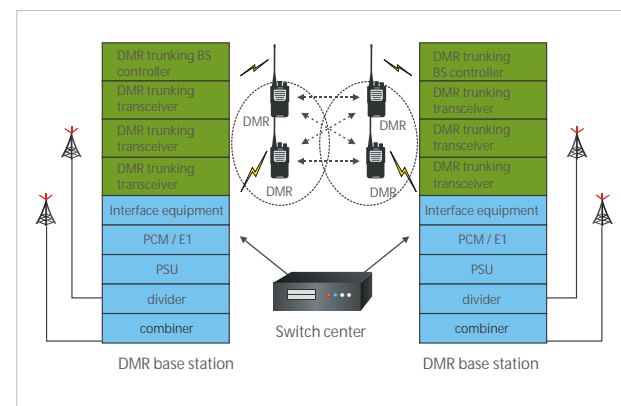 DMR trunking BS
controller
DMR trunking
transceiver
DMR trunking
transceiver
DMR trunking
transceiver
Interface equipment
PCM / E1
PSU
divider
combiner
DMR base station
DMR
DMR
DMR
DMR
Switch center
DMR trunking
BS controller
DMR trunking
transceiver
DMR trunking
transceiver
DMR trunking
transceiver
Interface equipment
PCM / E1
PSU
divider
combiner
DMR base station